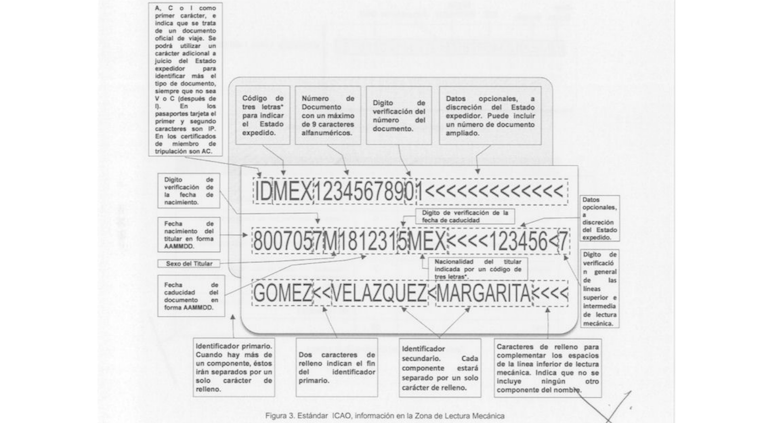 A, C o I como
primer carácter, e
indica que se trata
de un documento
oficial de viaje. Se
podrá utilizar un
carácter adicional a
juicio del Estado
expedidor para
identificar más el
tipo de documento,
siempre que no sea
V o C (después de
I). En los
pasaportes tarjeta el
primer y segundo
caracteres son IP.
En los certificados
de miembro de
tripulación son AC.
Código de
tres letras*
para indicar
el Estado
expedido.
Número de
Documento
con un máximo
de 9 caracteres
alfanuméricos.
Digito de
verificación
del número
del documento.
Datos opcionales, a
discreción del Estado
expedidor. Puede incluir
un número de documento
ampliado.
IDMEX12345678901<<<<<<<<<<<<<<
Digito de
verificación de
la fecha de
nacimiento.
Digito de verificación de la
fecha de caducidad
Datos
opcionales,
a
discreción
del Estado
expedido.
Fecha de
nacimiento del
titular en forma
AAMMDD.
8007057M1812315MEX<<<<123456<7
Sexo del Titular
Nacionalidad del titular
indicada por un código de
tres letras*.
Digito de
verificació
n general
de las
líneas
superior e
intermedia
de lectura
mecánica.
Fecha de
caducidad del
documento en
forma AAMMDD.
GOMEZ<<VELAZQUEZ<MARGARITA<<<<
Identificador primario.
Cuando hay más de
un componente, éstos
irán separados por un
solo carácter de
relleno.
Dos caracteres de
relleno indican el fin
del identificador
primario.
Identificador
secundario. Cada
componente estará
separado por un solo
carácter de relleno.
Caracteres de relleno para
complementar los espacios
de la línea inferior de lectura
mecánica. Indica que no se
incluye ningún otro
componente del nombre.
Figura 3. Estándar ICAO, información en la Zona de Lectura Mecánica